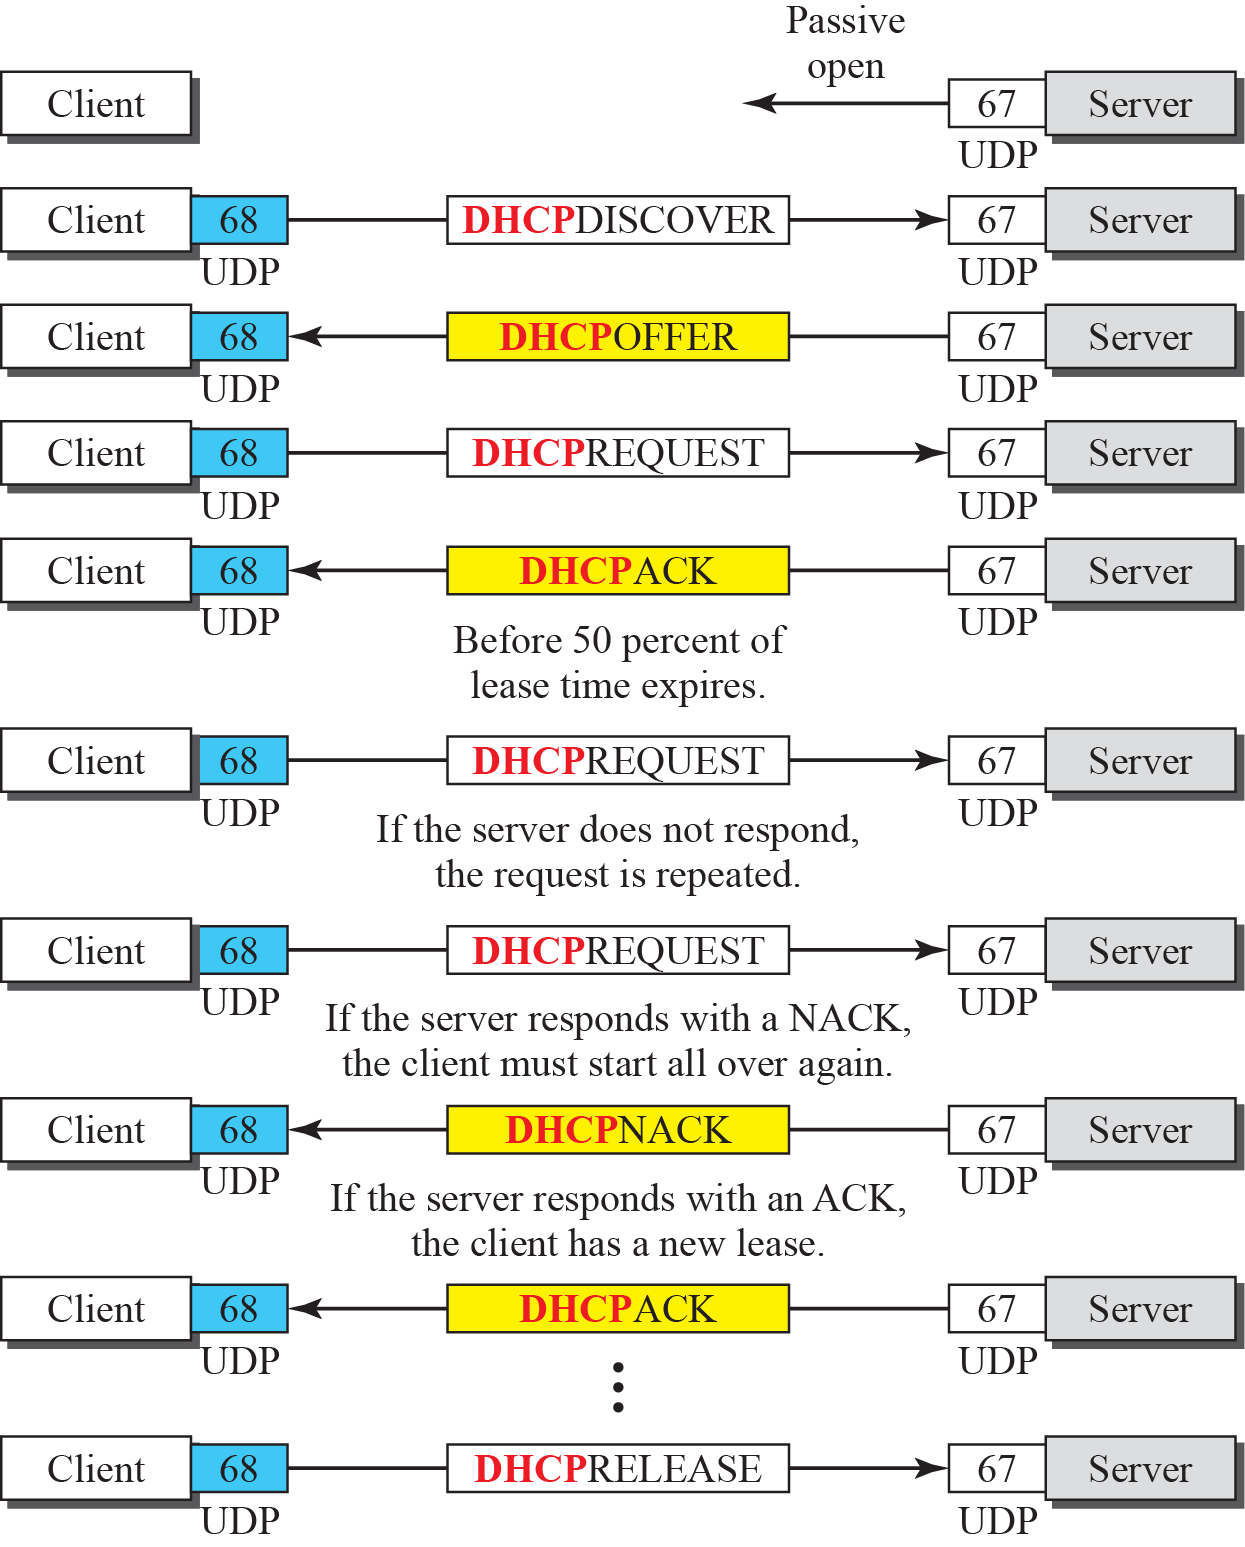 Passive
open
Client 67 Server
UDP
Client 68 DHCPDISCOVER 67 Server
UDP UDP
Client 68 DHCPOFFER 67 Server
UDP UDP
Client 68 DHCPREQUEST 67 Server
UDP UDP
Client 68 DHCPACK 67 Server
UDP UDP
Before 50 percent of
lease time expires.
Client 68 DHCPREQUEST 67 Server
UDP UDP
If the server does not respond,
the request is repeated.
Client 68 DHCPREQUEST 67 Server
UDP UDP
If the server responds with a NACK,
the client must start all over again.
Client 68 DHCPNACK 67 Server
UDP UDP
If the server responds with an ACK,
the client has a new lease.
Client 68 DHCPACK 67 Server
UDP UDP
Client 68 DHCPRELEASE 67 Server
UDP UDP